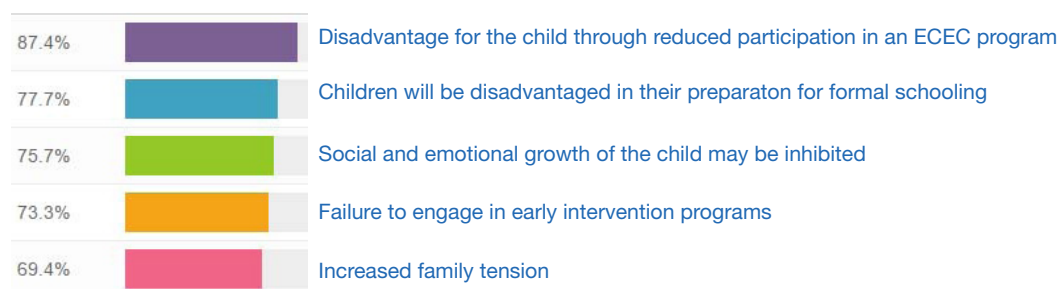 87.4% Disadvantage for the child through reduced participation in an ECEC program
77.7% Children will be disadvantaged in their preparaton for formal schooling
75.7% Social and emotional growth of the child may be inhibited
73.3% Failure to engage in early intervention programs
69.4% Increased family tension